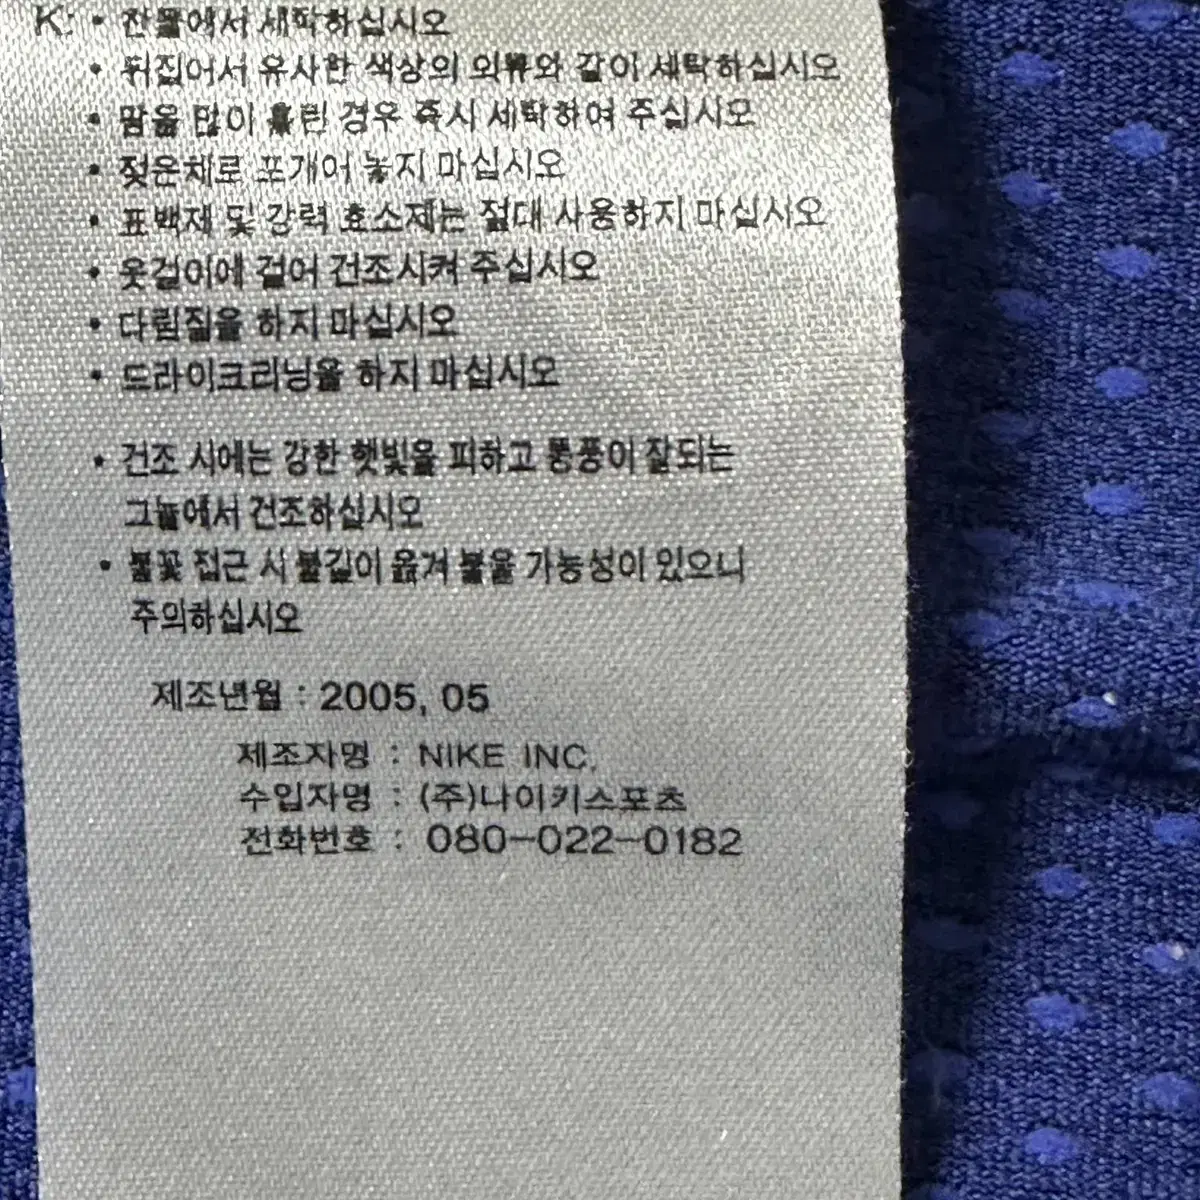 K: • 찬물에서 세탁하십시오
• 뒤집어서 유사한 색상의 의류와 같이 세탁하십시오
• 땀을 많이 흘린 경우 즉시 세탁하여 주십시오
• 젖은채로 포개어 놓지 마십시오
• 표백제 및 강력 효소제는 절대 사용하지 마십시오
• 옷걸이에 걸어 건조시켜 주십시오
• 다림질을 하지 마십시오
• 드라이크리닝을 하지 마십시오
• 건조 시에는 강한 햇빛을 피하고 통풍이 잘되는
그늘에서 건조하십시오
• 불꽃 접근 시 불길이 옮겨 붙을 가능성이 있으니
주의하십시오
제조년월 : 2005, 05
제조자명 : NIKE INC.
수입자명 : (주)나이키스포츠
전화번호 : 080-022-0182